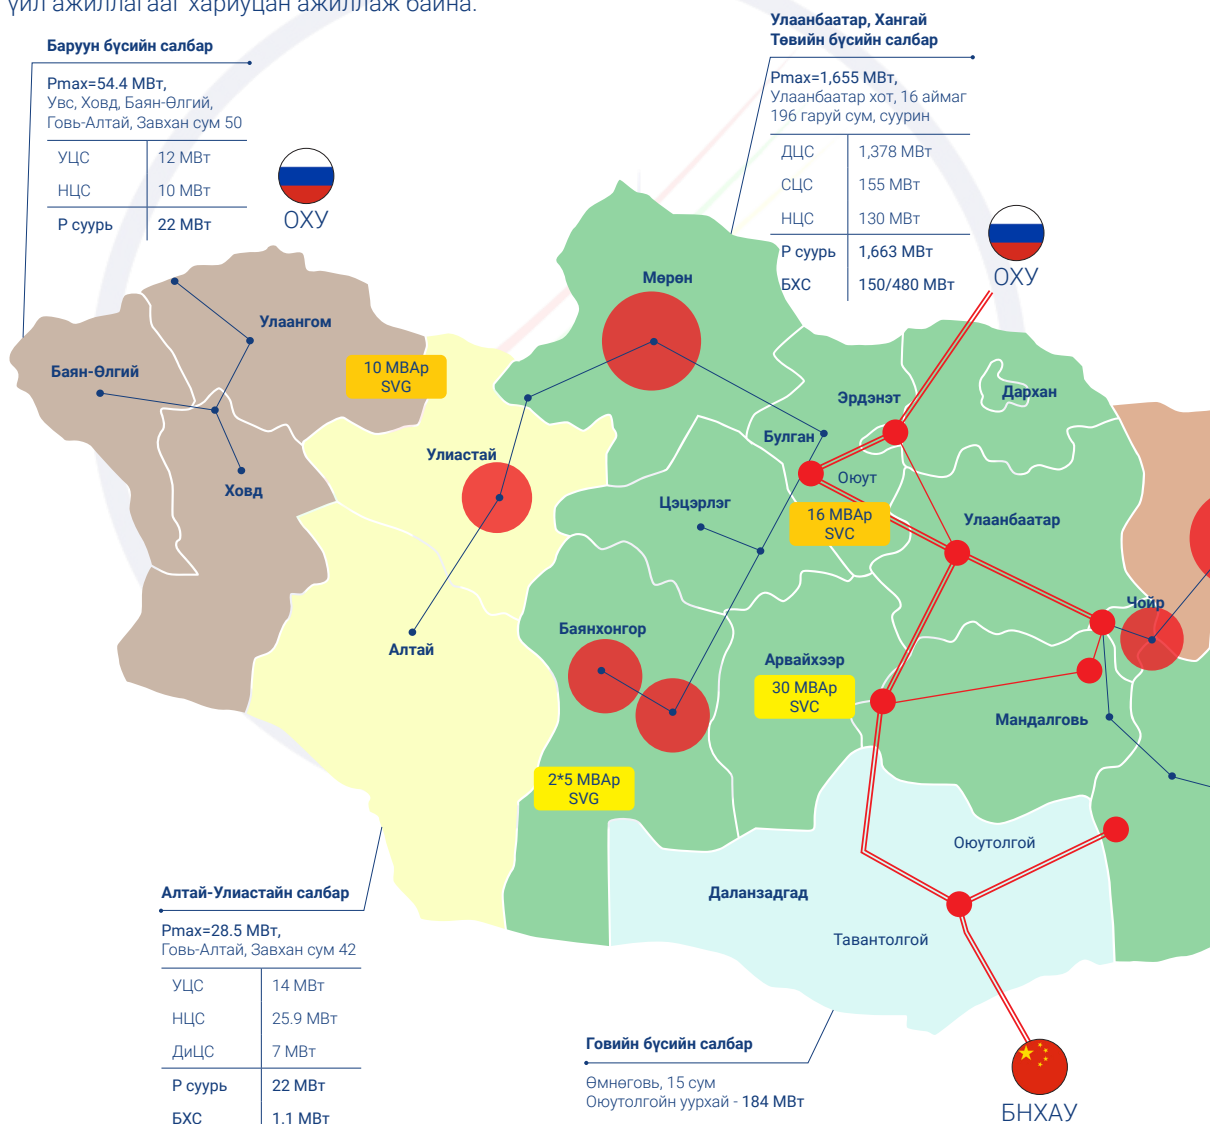 үйл ажиллагааг хариуцан ажиллаж байна.
Баруун бүсийн салбар
Pmax=54.4 МВт,
Увс, Ховд, Баян-Өлгий,
Говь-Алтай, Завхан сум 50
УЦС 12 МВт
НЦС 10 МВт
Р суурь 22 МВт
ОХУ
Улаанбаатар, Хангай
Төвийн бүсийн салбар
Pmax=1,655 МВт,
Улаанбаатар хот, 16 аймаг
196 гаруй сум, суурин
ДЦС 1,378 МВт
СЦС 155 МВт
НЦС 130 МВт
Р суурь 1,663 МВт
БХС 150/480 МВт
ОХУ
Мөрөн
Улаангом
Баян-Өлгий
10 МВАр
SVG
Эрдэнэт
Дархан
Булган
Улиастай
Оюут
Ховд
Цэцэрлэг
16 МВАр
SVC
Улаанбаатар
Чойр
Баянхонгор
Алтай
Арвайхээр
30 МВАр
SVC
Мандалговь
2*5 МВАр
SVG
Оюутолгой
Даланзадгад
Тавантолгой
Алтай-Улиастайн салбар
Pmax=28.5 МВт,
Говь-Алтай, Завхан сум 42
УЦС 14 МВт
НЦС 25.9 МВт
ДиЦС 7 МВт
Р суурь 22 МВт
БХС 1.1 МВт
Говийн бүсийн салбар
Өмнөговь, 15 сум
Оюутолгойн уурхай - 184 МВт
БНХАУ